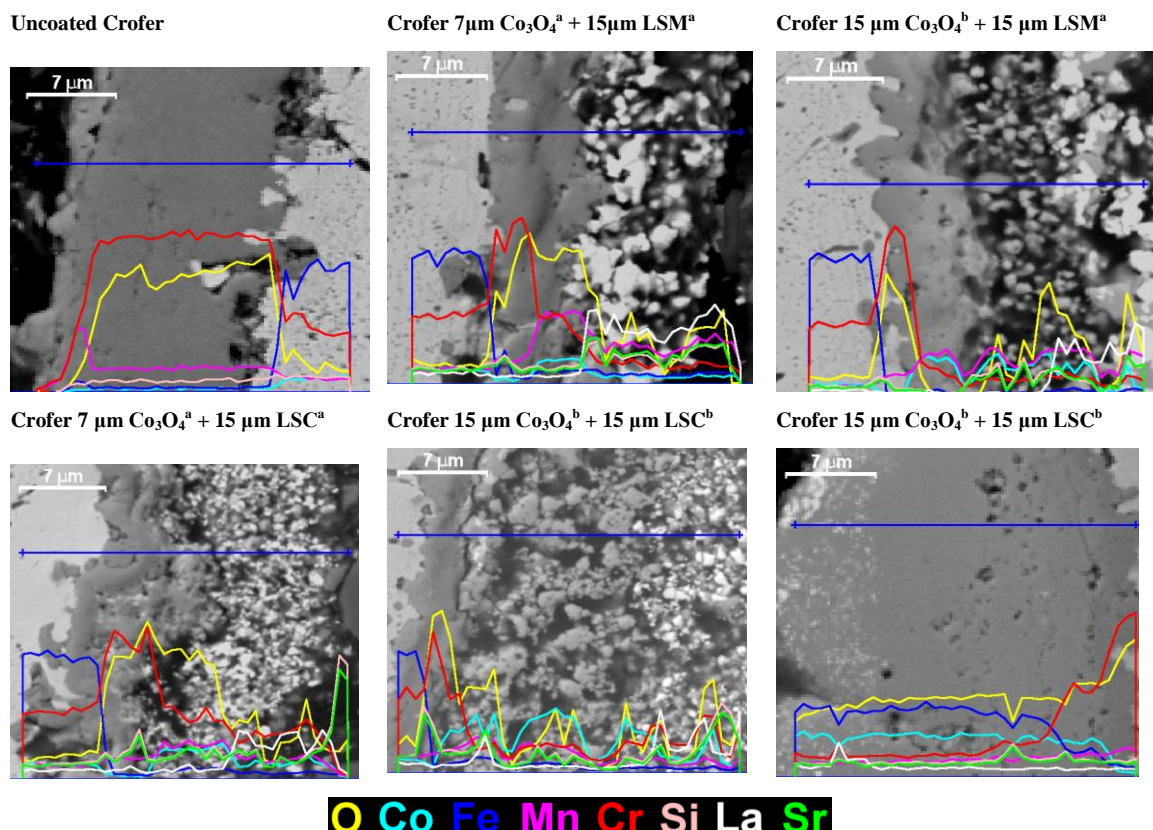 Uncoated Crofer
Crofer 7μm Co₃O₄ᵃ + 15μm LSMᵃ
Crofer 15 μm Co₃O₄ᵇ + 15 μm LSMᵃ
7 μm
7 μm
7 μm
Crofer 7 μm Co₃O₄ᵃ + 15 μm LSCᵃ
Crofer 15 μm Co₃O₄ᵇ + 15 μm LSCᵇ
Crofer 15 μm Co₃O₄ᵇ + 15 μm LSCᵇ
7 μm
7 μm
7 μm
O Co Fe Mn Cr Si La Sr